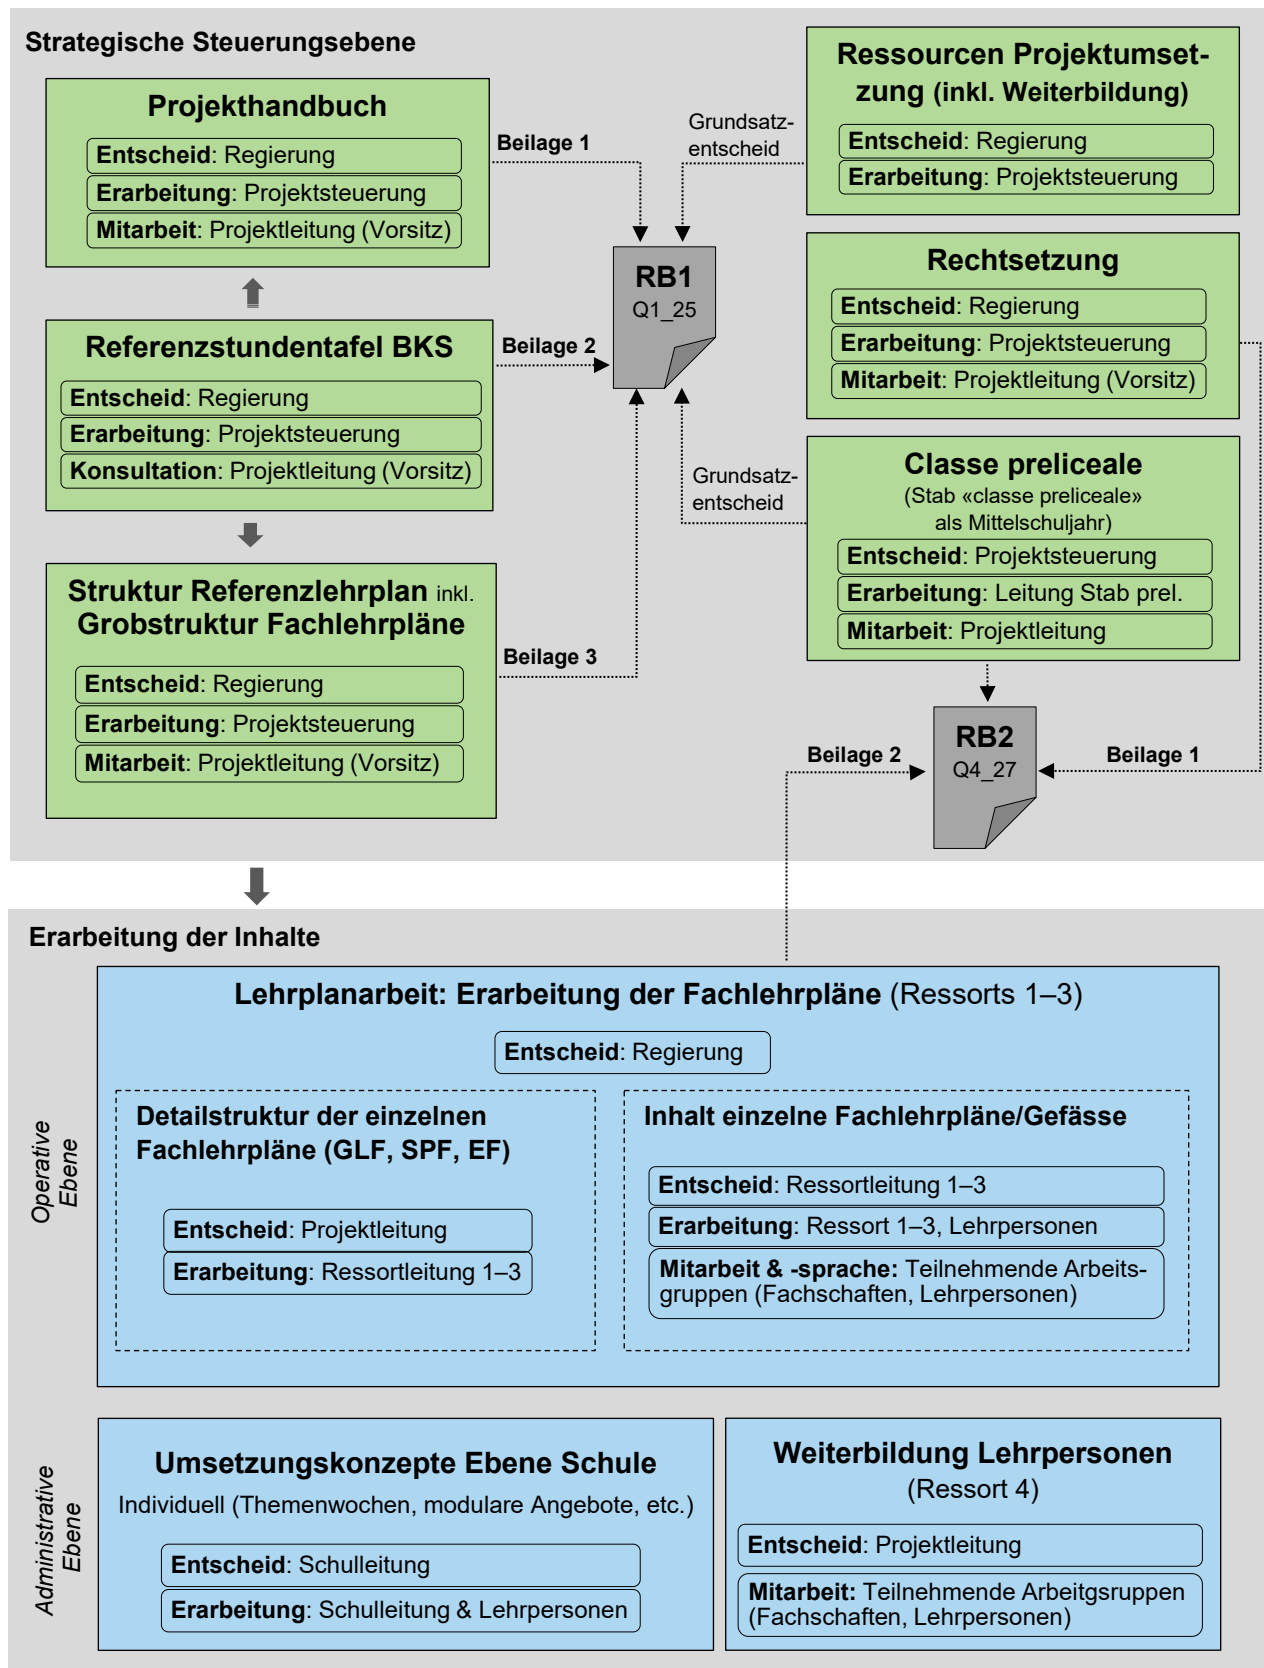 Strategische Steuerungsebene
Projekthandbuch
Entscheid: Regierung
Erarbeitung: Projektsteuerung
Mitarbeit: Projektleitung (Vorsitz)
Beilage 1
Grundsatz-
entscheid
Ressourcen Projektumset-
zung (inkl. Weiterbildung)
Entscheid: Regierung
Erarbeitung: Projektsteuerung
RB1
Q1_25
Rechtsetzung
Entscheid: Regierung
Erarbeitung: Projektsteuerung
Mitarbeit: Projektleitung (Vorsitz)
Referenzstundentafel BKS
Entscheid: Regierung
Erarbeitung: Projektsteuerung
Konsultation: Projektleitung (Vorsitz)
Beilage 2
Grundsatz-
entscheid
Classe preliceale
(Stab «classe preliceale»
als Mittelschuljahr)
Entscheid: Projektsteuerung
Erarbeitung: Leitung Stab prel.
Mitarbeit: Projektleitung
Struktur Referenzlehrplan inkl.
Grobstruktur Fachlehrpläne
Entscheid: Regierung
Erarbeitung: Projektsteuerung
Mitarbeit: Projektleitung (Vorsitz)
Beilage 3
Beilage 2
RB2
Q4_27
Beilage 1
Erarbeitung der Inhalte
Operative
Ebene
Lehrplanarbeit: Erarbeitung der Fachlehrpläne (Ressorts 1–3)
Entscheid: Regierung
Detailstruktur der einzelnen
Fachlehrpläne (GLF, SPF, EF)
Entscheid: Projektleitung
Erarbeitung: Ressortleitung 1–3
Inhalt einzelne Fachlehrpläne/Gefässe
Entscheid: Ressortleitung 1–3
Erarbeitung: Ressort 1–3, Lehrpersonen
Mitarbeit & -sprache: Teilnehmende Arbeits-
gruppen (Fachschaften, Lehrpersonen)
Administrative
Ebene
Umsetzungskonzepte Ebene Schule
Individuell (Themenwochen, modulare Angebote, etc.)
Entscheid: Schulleitung
Erarbeitung: Schulleitung & Lehrpersonen
Weiterbildung Lehrpersonen
(Ressort 4)
Entscheid: Projektleitung
Mitarbeit: Teilnehmende Arbeitgsruppen
(Fachschaften, Lehrpersonen)